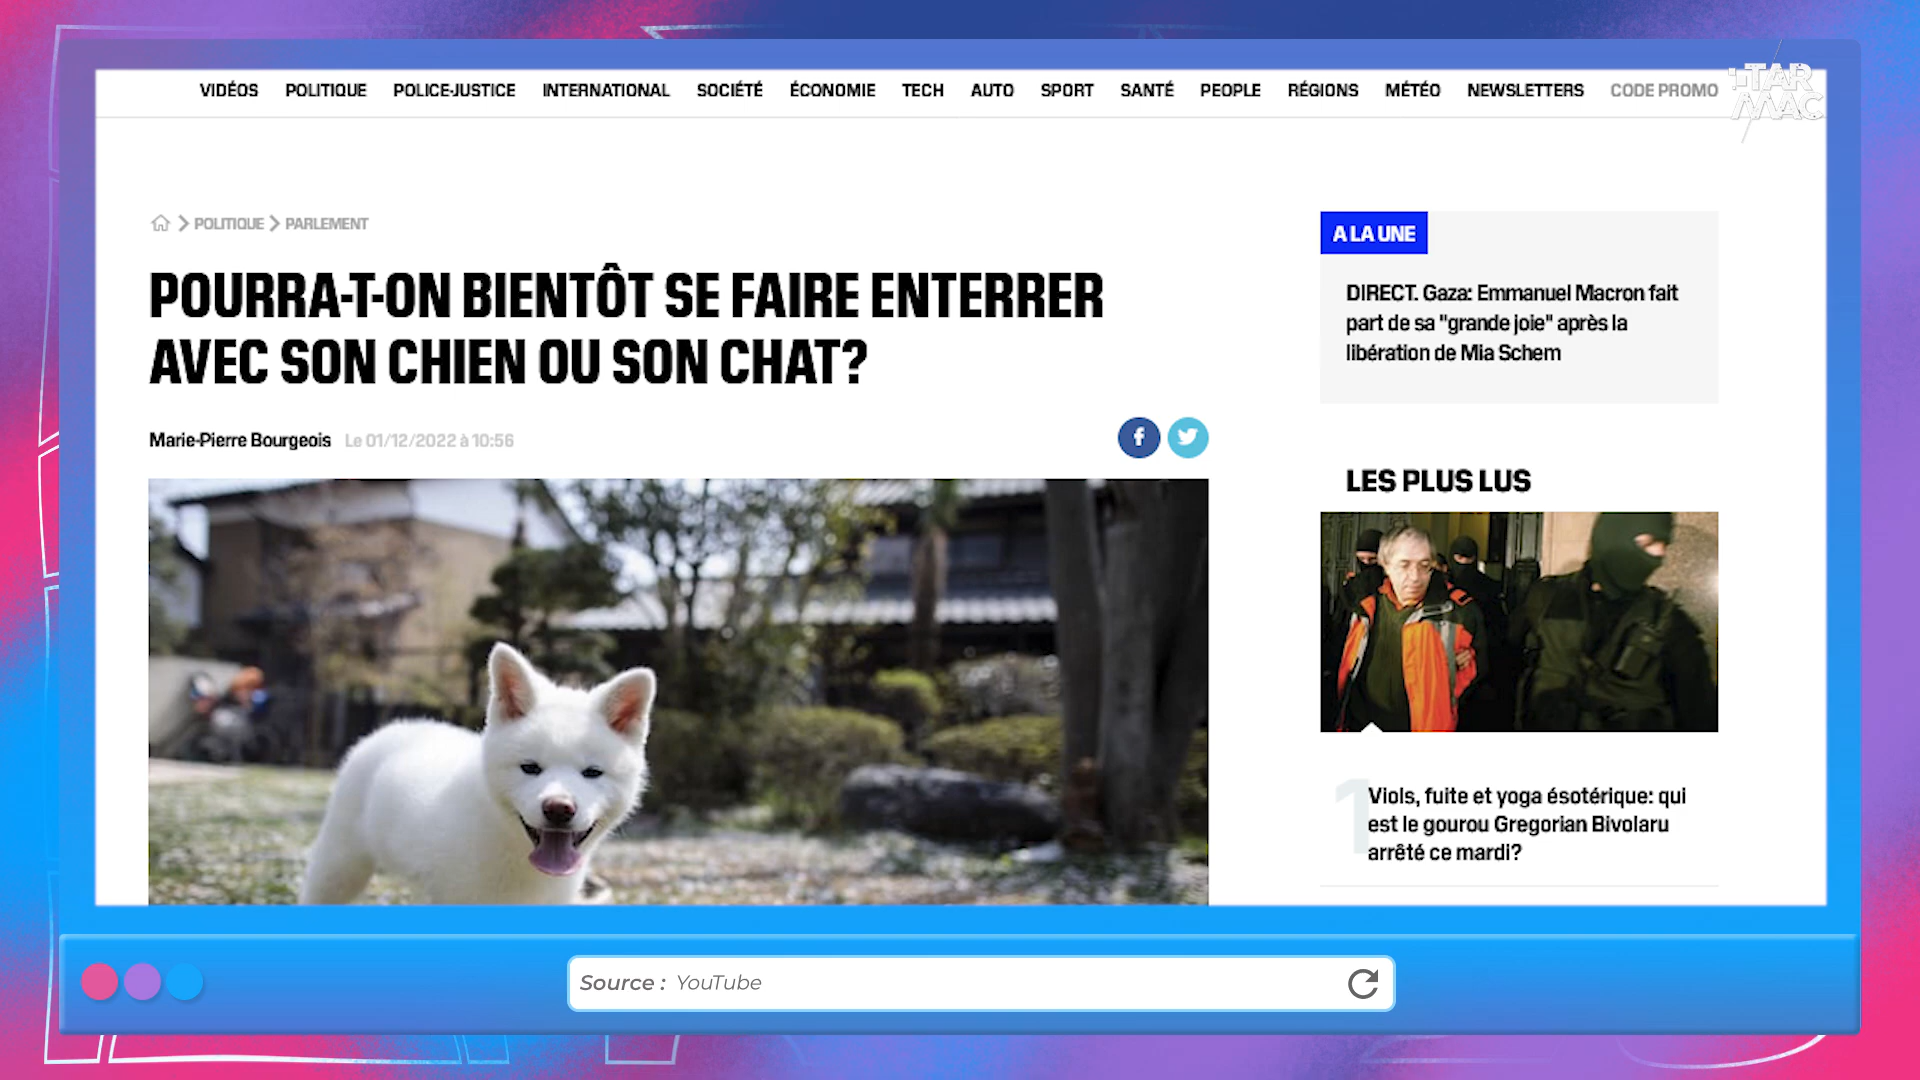 TAR
MAC
VIDÉOS POLITIQUE POLICE-JUSTICE INTERNATIONAL SOCIÉTÉ ÉCONOMIE TECH AUTO SPORT SANTÉ PEOPLE RÉGIONS MÉTÉO NEWSLETTERS CODE PROMO
POLITIQUE PARLEMENT
POURRA-T-ON BIENTÔT SE FAIRE ENTERRER
AVEC SON CHIEN OU SON CHAT?
Marie-Pierre Bourgeois Le 01/12/2022 à 10:56
A LA UNE
DIRECT. Gaza: Emmanuel Macron fait
part de sa "grande joie" après la
libération de Mia Schem
LES PLUS LUS
1
Viols, fuite et yoga ésotérique: qui
est le gourou Gregorian Bivolaru
arrêté ce mardi?
Source : YouTube